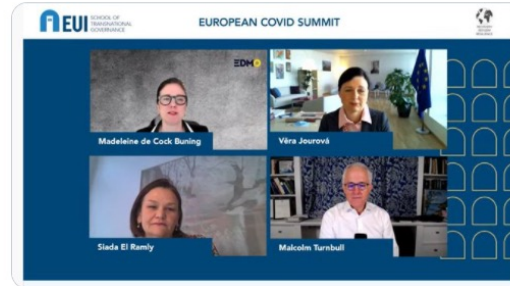 EUI
SCHOOL OF
TRANSNATIONAL
GOVERNANCE
EUROPEAN COVID SUMMIT
EDMO
Madeleine de Cock Buning
Věra Jourová
Siada El Ramly
Malcolm Turnbull